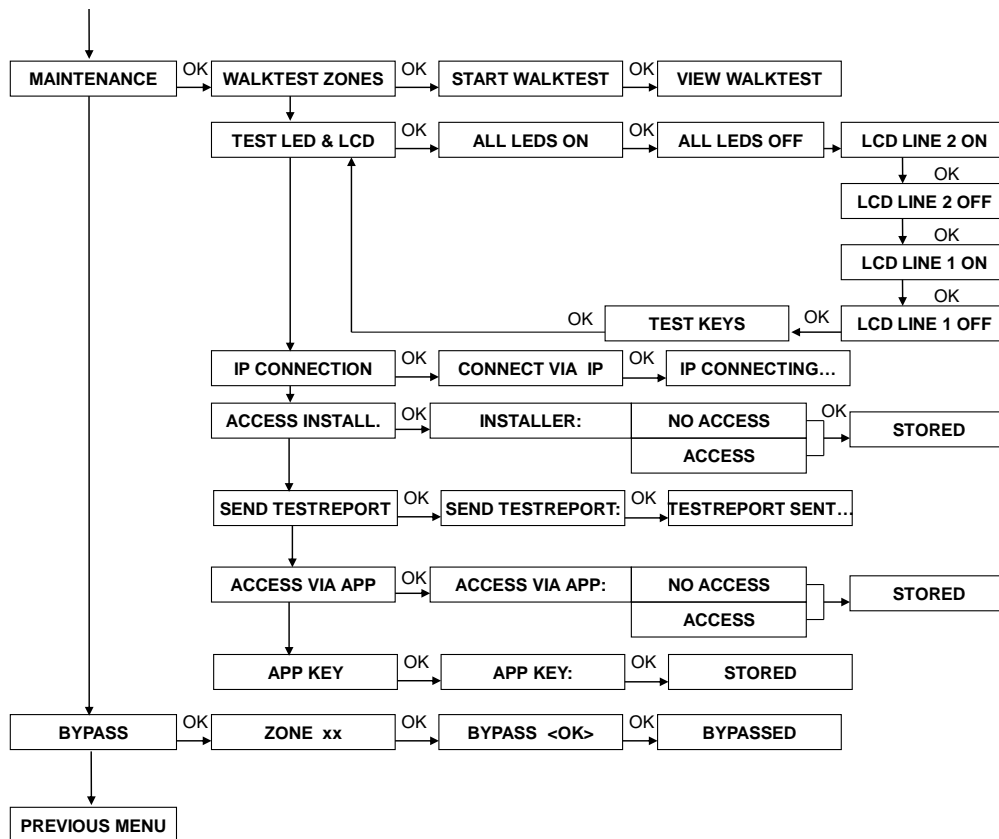 MAINTENANCE OK WALKTEST ZONES OK START WALKTEST OK VIEW WALKTEST
TEST LED & LCD OK ALL LEDS ON OK ALL LEDS OFF LCD LINE 2 ON
OK
LCD LINE 2 OFF
OK
LCD LINE 1 ON
OK
OK TEST KEYS OK LCD LINE 1 OFF
IP CONNECTION OK CONNECT VIA IP OK IP CONNECTING…
ACCESS INSTALL. OK INSTALLER: NO ACCESS OK STORED
ACCESS
SEND TESTREPORT OK SEND TESTREPORT: OK TESTREPORT SENT…
ACCESS VIA APP OK ACCESS VIA APP: NO ACCESS OK STORED
ACCESS
APP KEY OK APP KEY: OK STORED
BYPASS OK ZONE xx OK BYPASS <OK> OK BYPASSED
PREVIOUS MENU